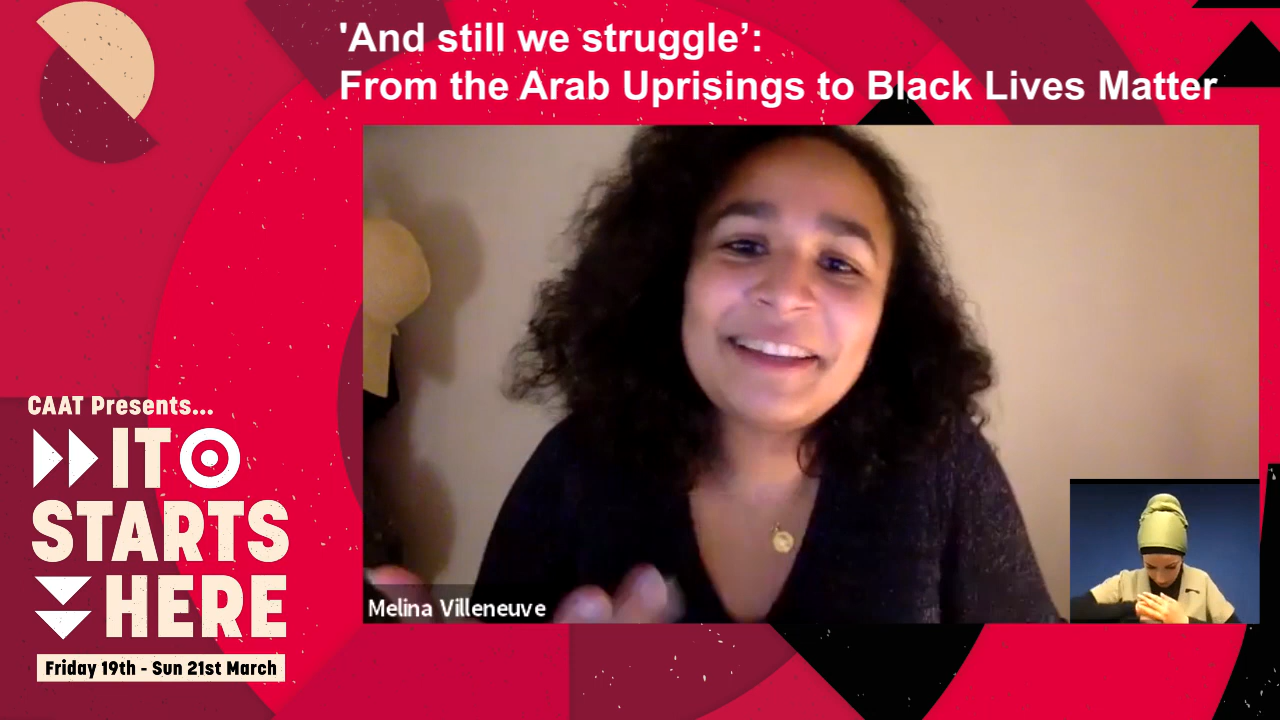 'And still we struggle’:
From the Arab Uprisings to Black Lives Matter
Melina Villeneuve
CAAT Presents...
IT
STARTS
HERE
Friday 19th - Sun 21st March